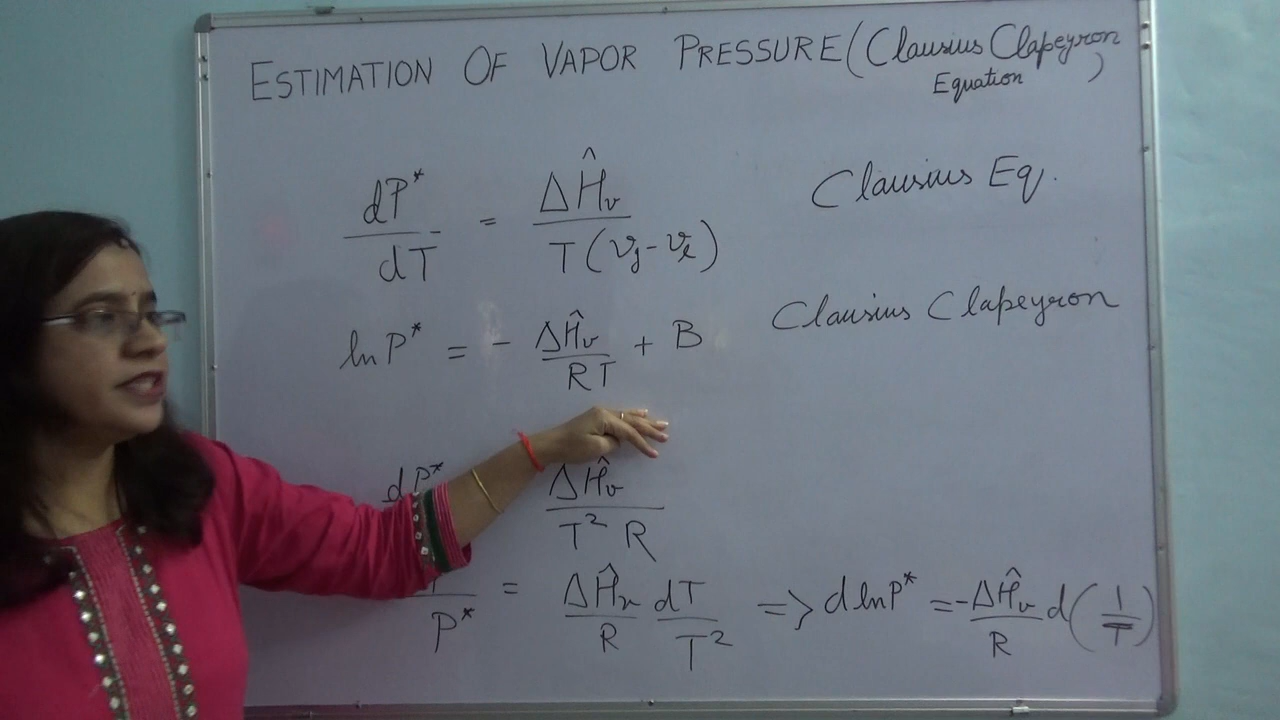 ESTIMATION OF VAPOR PRESSURE (Clausius Clapeyron
Equation )
dP* / dT = ΔĤv / T(vg - vl) Clausius Eq.
ln P* = - ΔĤv / RT + B Clausius Clapeyron
dP* ΔĤv / T² R
/ P* = ΔĤv / R dT / T² => d ln P* = - ΔĤv / R d(1/T)